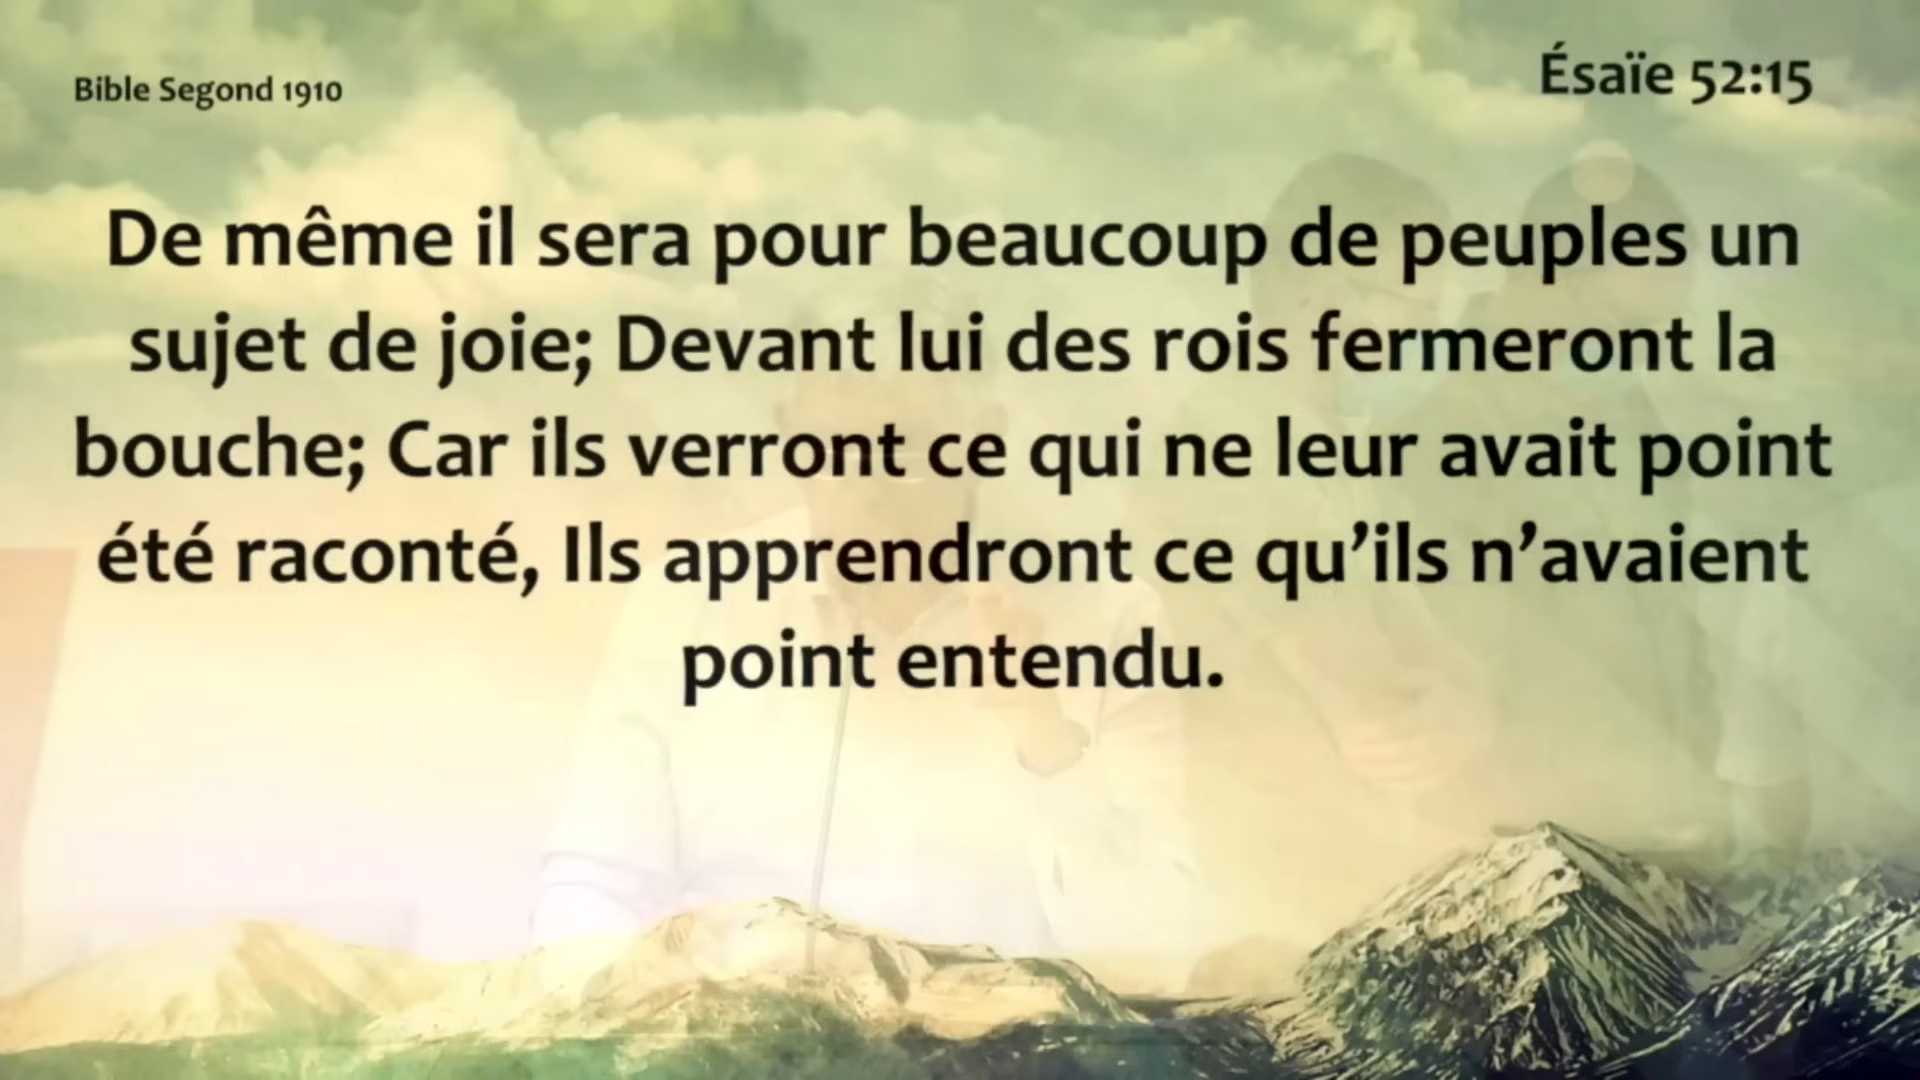 Bible Segond 1910
Ésaïe 52:15
De même il sera pour beaucoup de peuples un
sujet de joie; Devant lui des rois fermeront la
bouche; Car ils verront ce qui ne leur avait point
été raconté, Ils apprendront ce qu’ils n’avaient
point entendu.